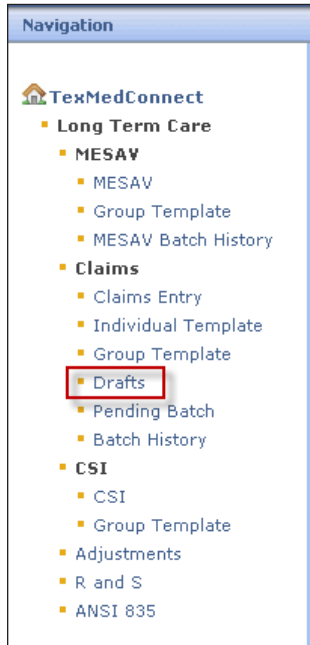 Navigation
TexMedConnect
Long Term Care
MESAV
MESAV
Group Template
MESAV Batch History
Claims
Claims Entry
Individual Template
Group Template
Drafts
Pending Batch
Batch History
CSI
CSI
Group Template
Adjustments
R and S
ANSI 835